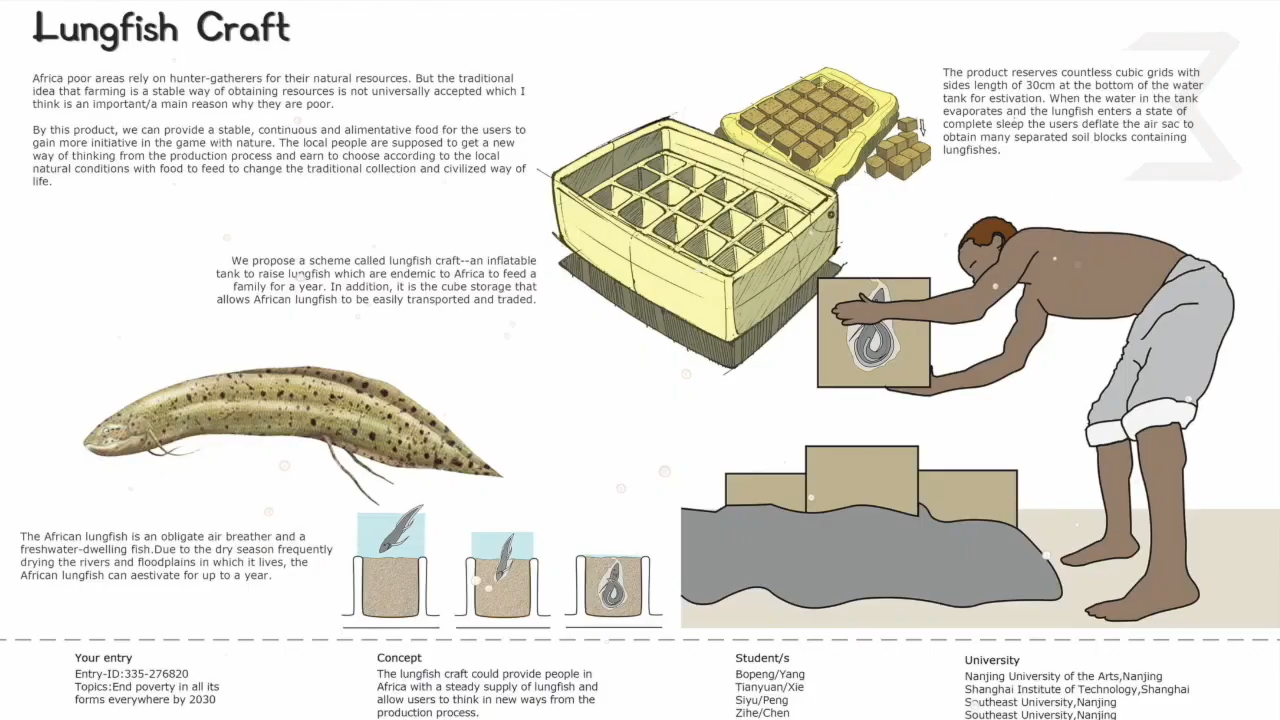 Lungfish Craft
Africa poor areas rely on hunter-gatherers for their natural resources. But the traditional
idea that farming is a stable way of obtaining resources is not universally accepted which I
think is an important/a main reason why they are poor.
By this product, we can provide a stable, continuous and alimentative food for the users to
gain more initiative in the game with nature. The local people are supposed to get a new
way of thinking from the production process and earn to choose according to the local
natural conditions with food to feed to change the traditional collection and civilized way of
life.
The product reserves countless cubic grids with
sides length of 30cm at the bottom of the water
tank for estivation. When the water in the tank
evaporates and the lungfish enters a state of
complete sleep the users deflate the air sac to
obtain many separated soil blocks containing
lungfishes.
We propose a scheme called lungfish craft--an inflatable
tank to raise lungfish which are endemic to Africa to feed a
family for a year. In addition, it is the cube storage that
allows African lungfish to be easily transported and traded.
The African lungfish is an obligate air breather and a
freshwater-dwelling fish.Due to the dry season frequently
drying the rivers and floodplains in which it lives, the
African lungfish can aestivate for up to a year.
Your entry
Entry-ID:335-276820
Topics:End poverty in all its
forms everywhere by 2030
Concept
The lungfish craft could provide people in
Africa with a steady supply of lungfish and
allow users to think in new ways from the
production process.
Student/s
Bopeng/Yang
Tianyuan/Xie
Siyu/Peng
Zihe/Chen
University
Nanjing University of the Arts,Nanjing
Shanghai Institute of Technology,Shanghai
Southeast University,Nanjing
Southeast University,Nanjing